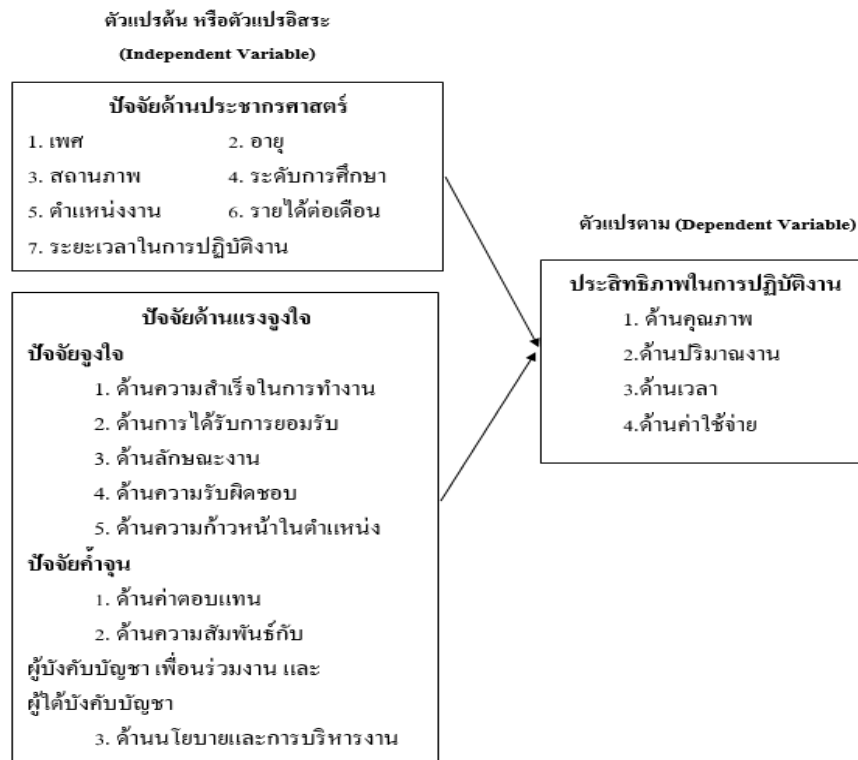 ตัวแปรต้น หรือตัวแปรอิสระ
(Independent Variable)
ปัจจัยด้านประชากรศาสตร์
1. เพศ 2. อายุ
3. สถานภาพ 4. ระดับการศึกษา
5. ตำแหน่งงาน 6. รายได้ต่อเดือน
7. ระยะเวลาในการปฏิบัติงาน
ปัจจัยด้านแรงจูงใจ
ปัจจัยจูงใจ
1. ด้านความสำเร็จในการทำงาน
2. ด้านการได้รับการยอมรับ
3. ด้านลักษณะงาน
4. ด้านความรับผิดชอบ
5. ด้านความก้าวหน้าในตำแหน่ง
ปัจจัยค้ำจุน
1. ด้านค่าตอบแทน
2. ด้านความสัมพันธ์กับ
ผู้บังคับบัญชา เพื่อนร่วมงาน และ
ผู้ใต้บังคับบัญชา
3. ด้านนโยบายและการบริหารงาน
ตัวแปรตาม (Dependent Variable)
ประสิทธิภาพในการปฏิบัติงาน
1. ด้านคุณภาพ
2.ด้านปริมาณงาน
3.ด้านเวลา
4.ด้านค่าใช้จ่าย